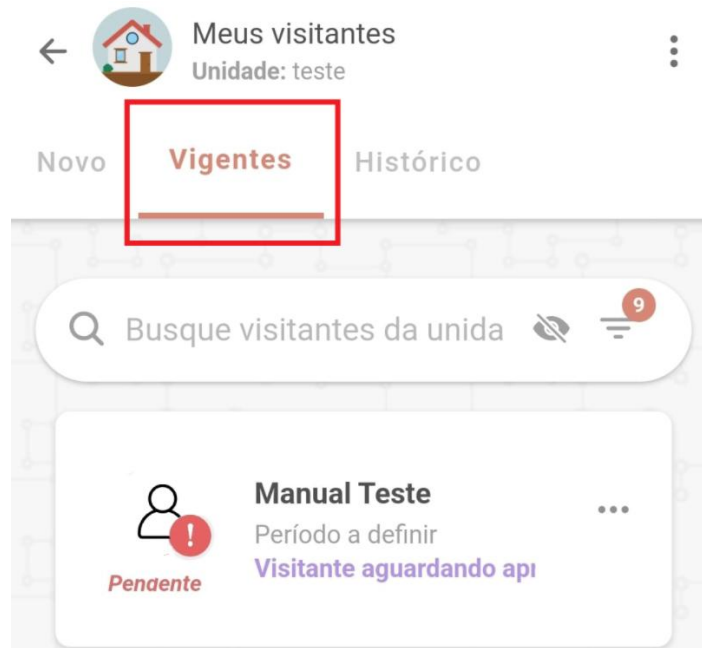 Meus visitantes
Unidade: teste
Novo Vigentes Histórico
Busque visitantes da unida
9
Manual Teste
Período a definir
Visitante aguardando
Pendente